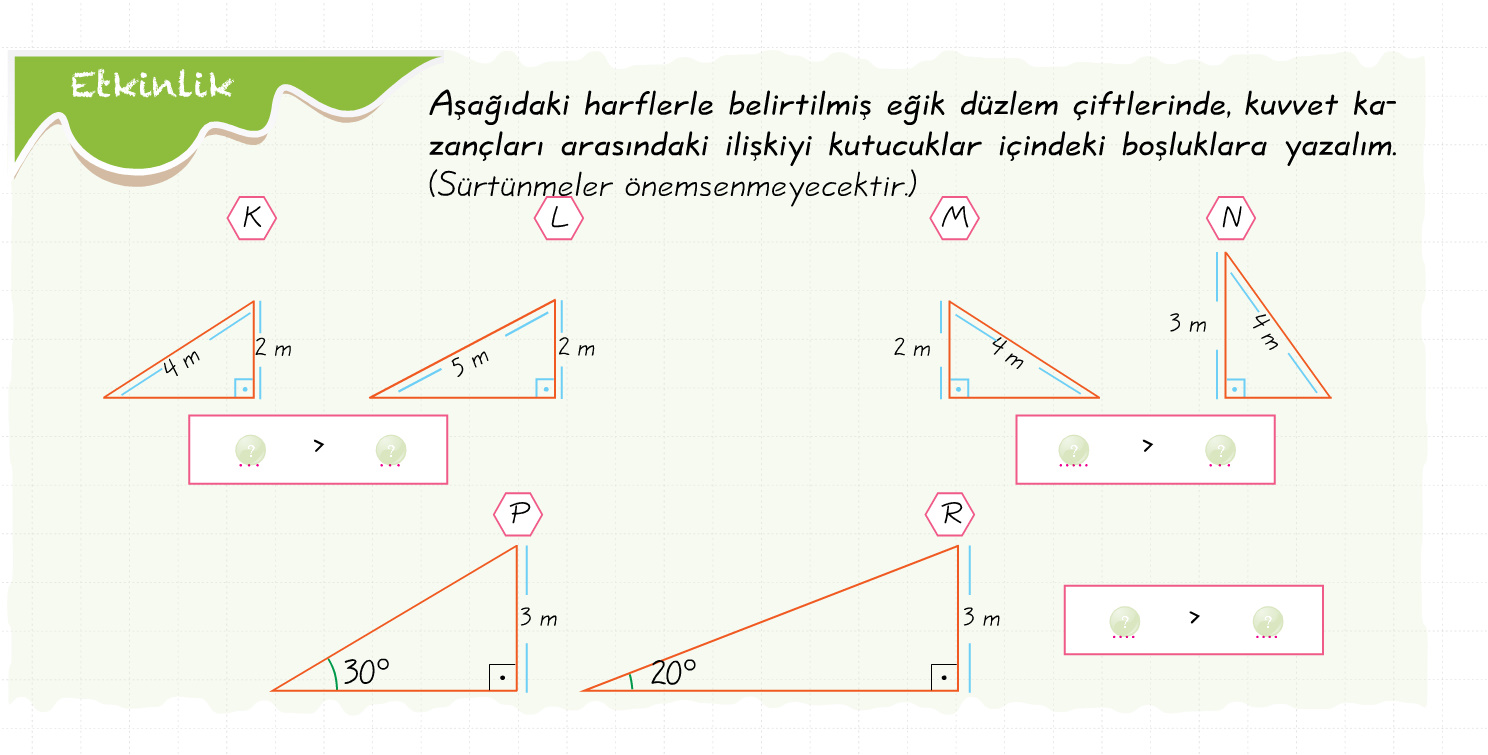 Etkinlik
Aşağıdaki harflerle belirtilmiş eğik düzlem çiftlerinde, kuvvet ka-
zançları arasındaki ilişkiyi kutucuklar içindeki boşluklara yazalım.
(Sürtünmeler önemsenmeyecektir.)
K
L
M
N
4 m
2 m
5 m
2 m
2 m
4 m
3 m
4 m
? > ?
? > ?
P
R
3 m
30°
3 m
20°
? > ?